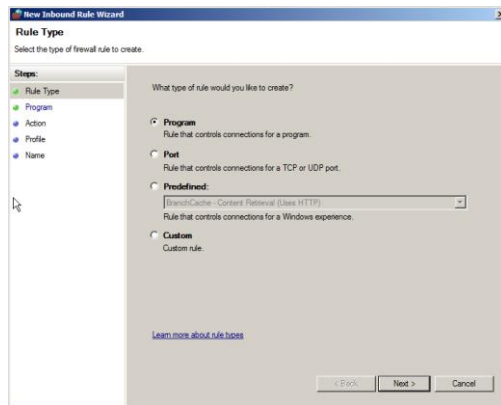 New Inbound Rule Wizard
Rule Type
Select the type of firewall rule to create.
Steps:
Rule Type
Program
Action
Profile
Name
What type of rule would you like to create?
Program
Rule that controls connections for a program.
Port
Rule that controls connections for a TCP or UDP port.
Predefined:
BranchCache - Content Retrieval (Uses HTTP)
Rule that controls connections for a Windows experience.
Custom
Custom rule.
Learn more about rule types
< Back Next > Cancel